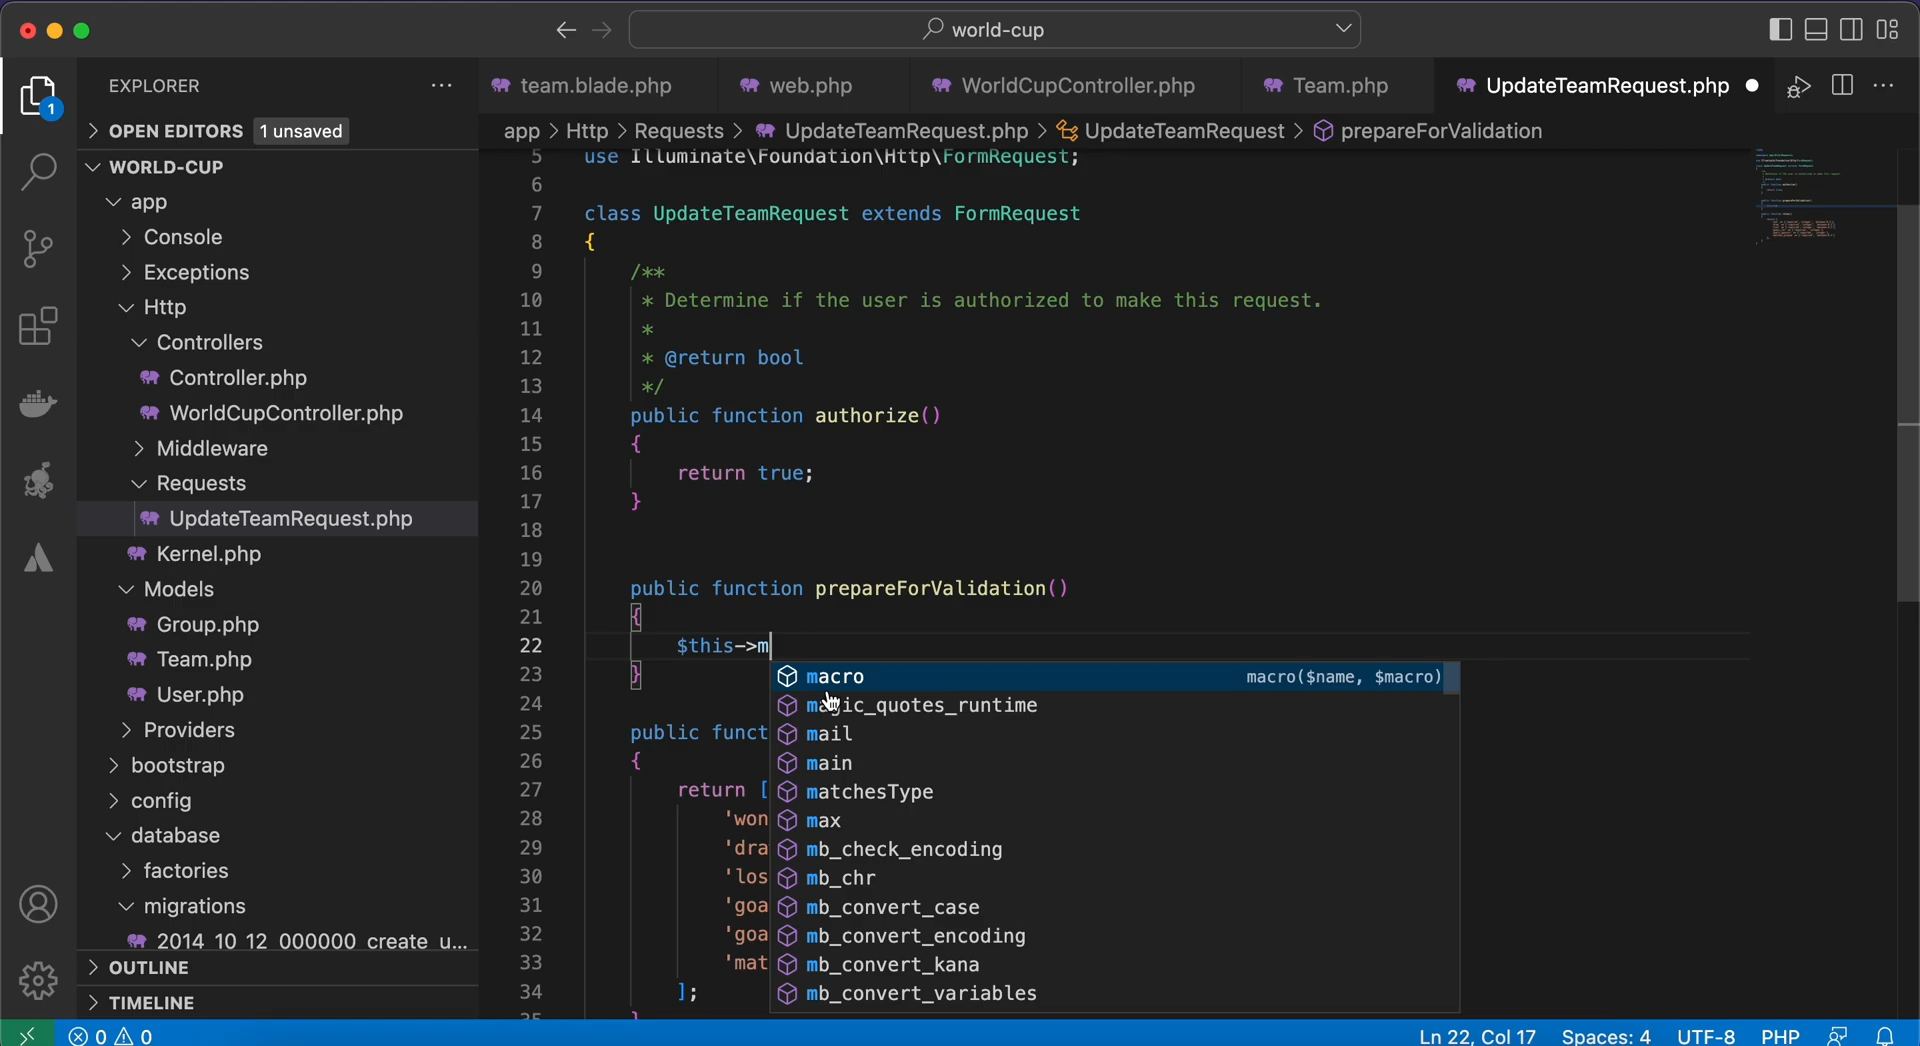 world-cup
EXPLORER
team.blade.php
web.php
WorldCupController.php
Team.php
UpdateTeamRequest.php
OPEN EDITORS 1 unsaved
app > Http > Requests > UpdateTeamRequest.php > UpdateTeamRequest > prepareForValidation
1
WORLD-CUP
app
Console
Exceptions
Http
Controllers
Controller.php
WorldCupController.php
Middleware
Requests
UpdateTeamRequest.php
Kernel.php
Models
Group.php
Team.php
User.php
Providers
bootstrap
config
database
factories
migrations
2014_10_12_000000_create_u...
OUTLINE
TIMELINE
5 use Illuminate\Foundation\Http\FormRequest;
6
7 class UpdateTeamRequest extends FormRequest
8 {
9 /**
10 * Determine if the user is authorized to make this request.
11 *
12 * @return bool
13 */
14 public function authorize()
15 {
16 return true;
17 }
18
19
20 public function prepareForValidation()
21 {
22 $this->m
23 }
24
25 public funct
26 {
27 return [
28 'won
29 'dra
30 'los
31 'goa
32 'goa
33 'mat
34 ];
35 }
macro macro($name, $macro)
magic_quotes_runtime
mail
main
matchesType
max
mb_check_encoding
mb_chr
mb_convert_case
mb_convert_encoding
mb_convert_kana
mb_convert_variables
0 0
Ln 22, Col 17 Spaces: 4 UTF-8 PHP